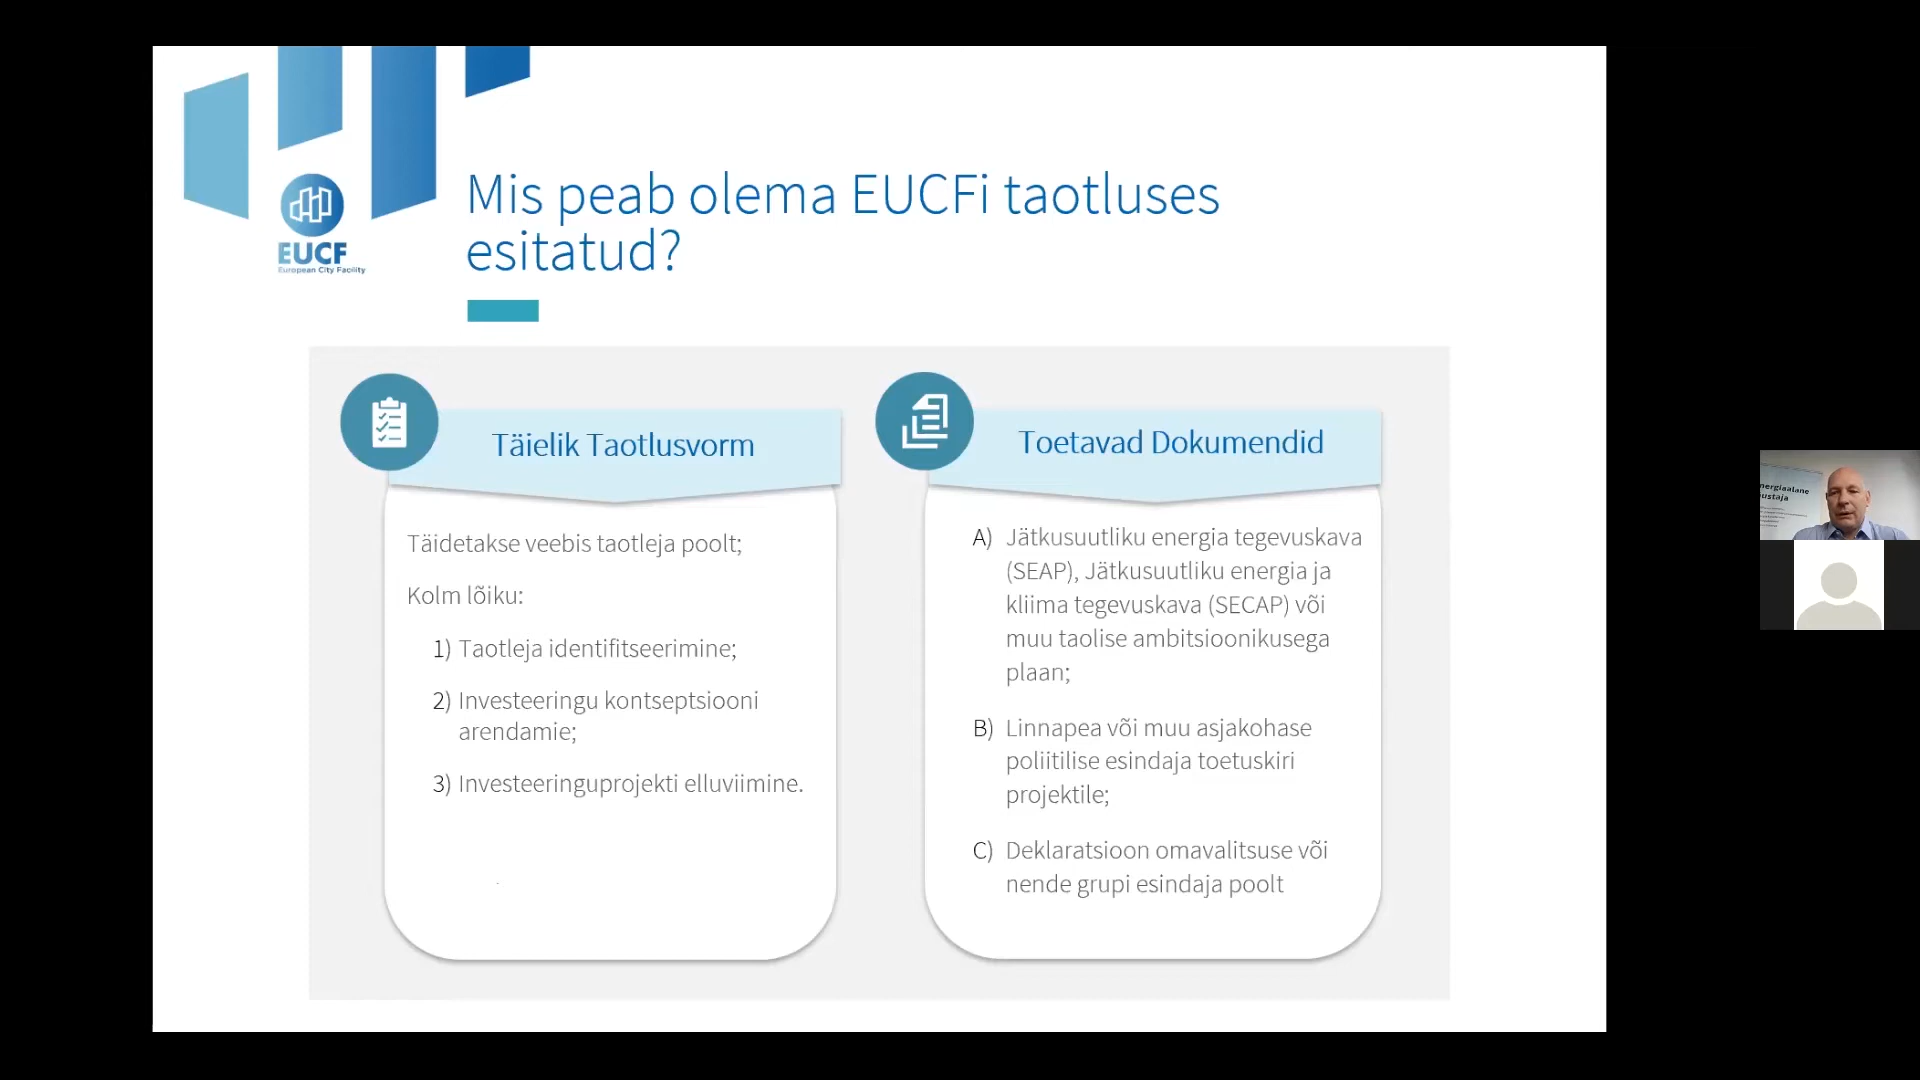 Mis peab olema EUCFi taotluses
esitatud?
EUCF
European City Facility
Täielik Taotlusvorm
Täidetakse veebis taotleja poolt;
Kolm lõiku:
1) Taotleja identifitseerimine;
2) Investeeringu kontseptsiooni
arendamie;
3) Investeeringuprojekti elluviimine.
Toetavad Dokumendid
A) Jätkusuutliku energia tegevuskava
(SEAP), Jätkusuutliku energia ja
kliima tegevuskava (SECAP) või
muu taolise ambitsioonikusega
plaan;
B) Linnapea või muu asjakohase
poliitilise esindaja toetuskiri
projektile;
C) Deklaratsioon omavalitsuse või
nende grupi esindaja poolt
nergiaalane
ustaja